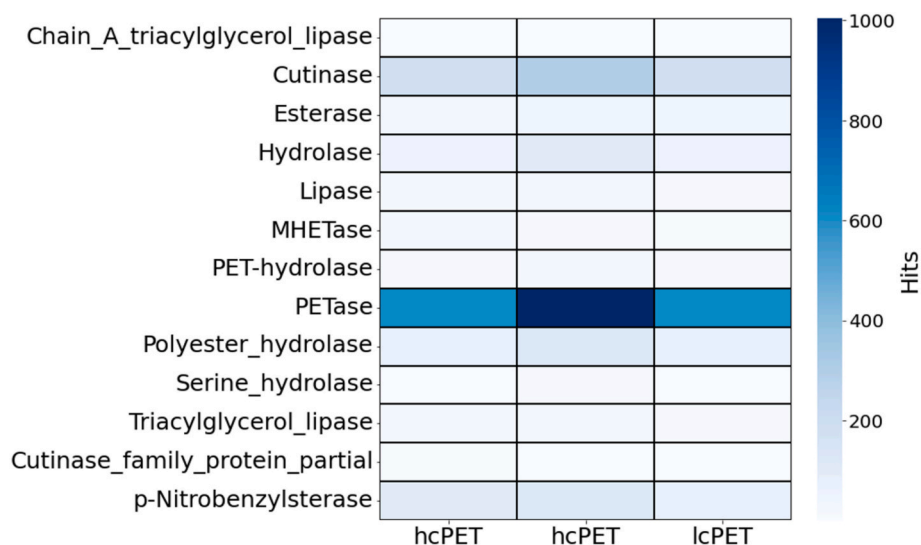 Chain_A_triacylglycerol_lipase
Cutinase
Esterase
Hydrolase
Lipase
MHETase
PET-hydrolase
PETase
Polyester_hydrolase
Serine_hydrolase
Triacylglycerol_lipase
Cutinase_family_protein_partial
p-Nitrobenzylsterase
hcPET hcPET lcPET
1000
800
600
400
200
Hits